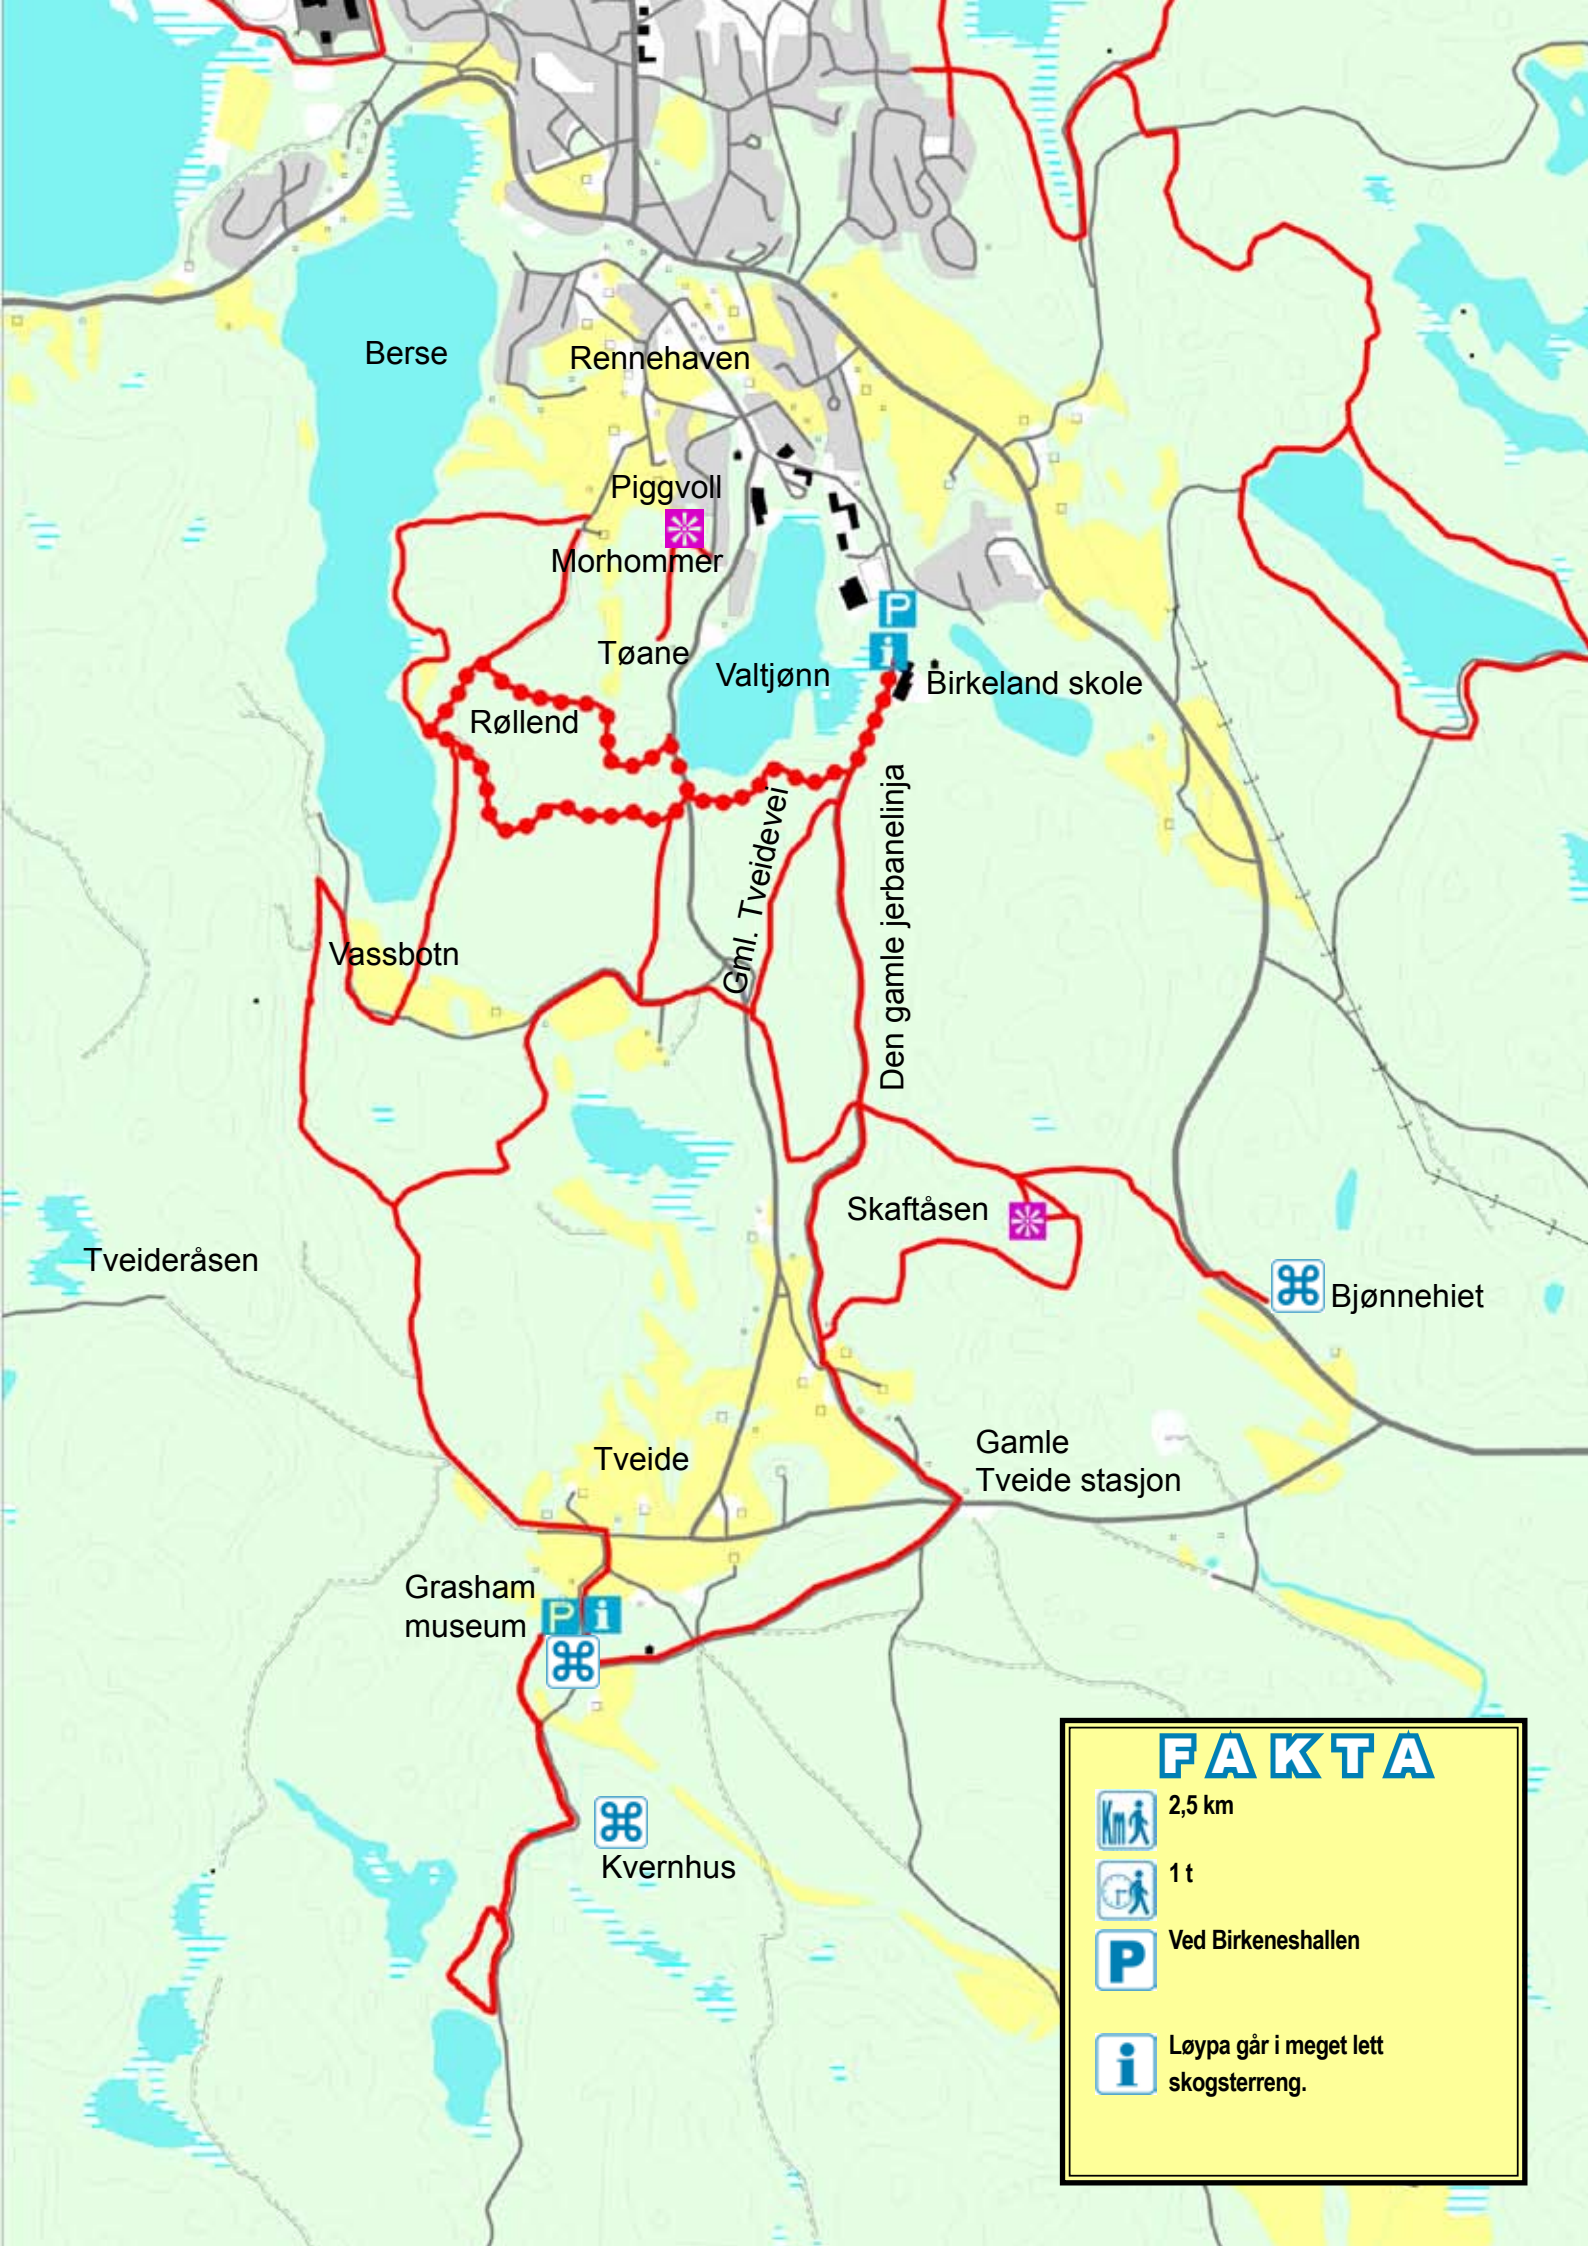 Berse
Rennehaven
Piggvoll
Morhommer
Tøane
Valtjønn
Birkeland skole
Røllend
Gml. Tveidevei
Den gamle jerbanelinja
Vassbotn
Skaftåsen
Tveideråsen
Bjønnehiet
Tveide
Gamle
Tveide stasjon
Grasham
museum
P i
Kvernhus
P
i
FAKTA
Km
2,5 km
1 t
P
Ved Birkeneshallen
i
Løypa går i meget lett
skogsterreng.